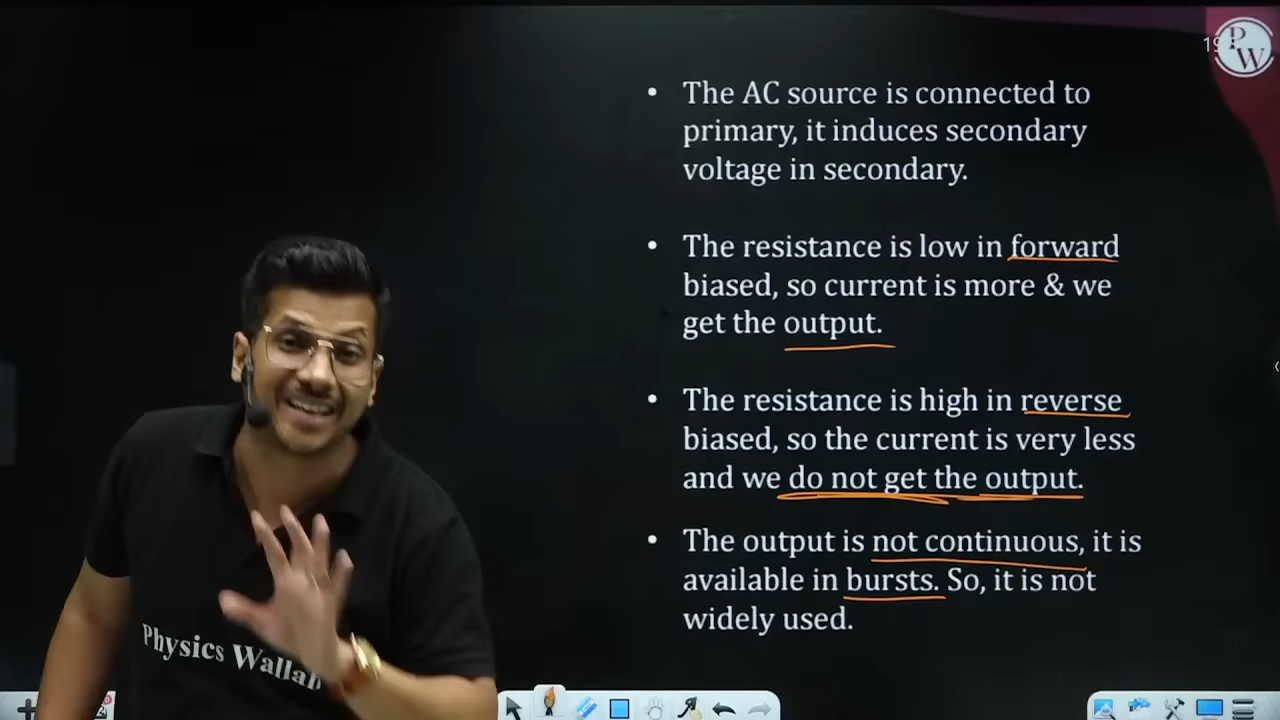 PW
• The AC source is connected to
primary, it induces secondary
voltage in secondary.
• The resistance is low in forward
biased, so current is more & we
get the output.
• The resistance is high in reverse
biased, so the current is very less
and we do not get the output.
• The output is not continuous, it is
available in bursts. So, it is not
widely used.
Physics Wallah